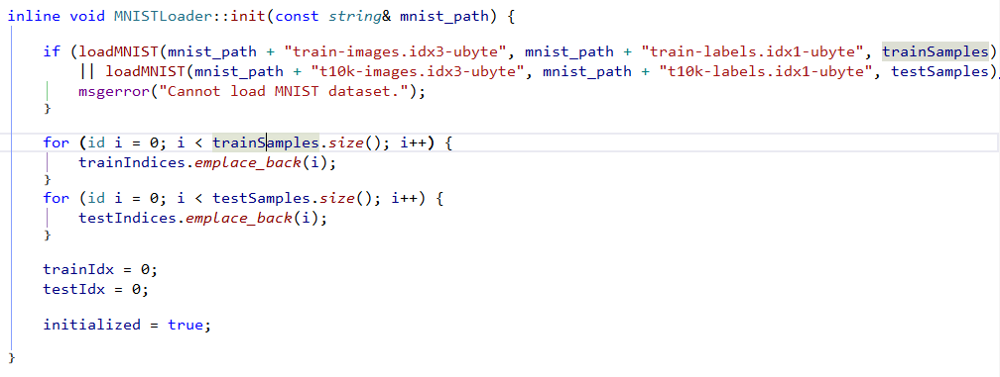 inline void MNISTLoader::init(const string& mnist_path) {
if (loadMNIST(mnist_path + "train-images.idx3-ubyte", mnist_path + "train-labels.idx1-ubyte", trainSamples)
|| loadMNIST(mnist_path + "t10k-images.idx3-ubyte", mnist_path + "t10k-labels.idx1-ubyte", testSamples)
msgerror("Cannot load MNIST dataset.");
}
for (id i = 0; i < trainSamples.size(); i++) {
trainIndices.emplace_back(i);
}
for (id i = 0; i < testSamples.size(); i++) {
testIndices.emplace_back(i);
}
trainIdx = 0;
testIdx = 0;
initialized = true;
}